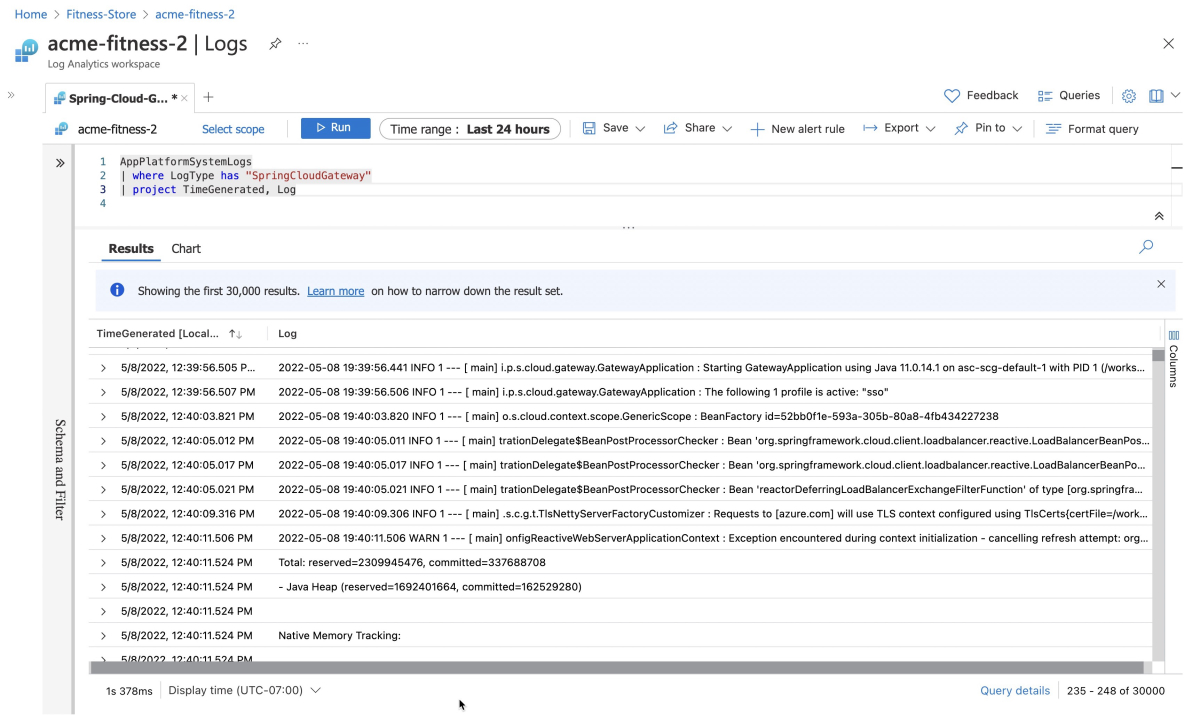 Home > Fitness-Store > acme-fitness-2
acme-fitness-2 | Logs ...
Log Analytics workspace
Spring-Cloud-G... * × +
Feedback Queries
acme-fitness-2 Select scope Run Time range : Last 24 hours Save Share New alert rule Export Pin to Format query
1 AppPlatformSystemLogs
2 | where LogType has "SpringCloudGateway"
3 | project TimeGenerated, Log
4
...
Results Chart
Showing the first 30,000 results. Learn more on how to narrow down the result set.
TimeGenerated [Local... Log
5/8/2022, 12:39:56.505 P... 2022-05-08 19:39:56.441 INFO 1 --- [ main] i.p.s.cloud.gateway.GatewayApplication : Starting GatewayApplication using Java 11.0.14.1 on asc-scg-default-1 with PID 1 (/works...
5/8/2022, 12:39:56.507 PM 2022-05-08 19:39:56.506 INFO 1 --- [ main] i.p.s.cloud.gateway.GatewayApplication : The following 1 profile is active: "sso"
5/8/2022, 12:40:03.821 PM 2022-05-08 19:40:03.820 INFO 1 --- [ main] o.s.cloud.context.scope.GenericScope : BeanFactory id=52bb0f1e-593a-305b-80a8-4fb434227238
5/8/2022, 12:40:05.012 PM 2022-05-08 19:40:05.011 INFO 1 --- [ main] trationDelegate$BeanPostProcessorChecker : Bean 'org.springframework.cloud.client.loadbalancer.reactive.LoadBalancerBeanPos...
5/8/2022, 12:40:05.017 PM 2022-05-08 19:40:05.017 INFO 1 --- [ main] trationDelegate$BeanPostProcessorChecker : Bean 'org.springframework.cloud.client.loadbalancer.reactive.LoadBalancerBeanPo...
5/8/2022, 12:40:05.021 PM 2022-05-08 19:40:05.021 INFO 1 --- [ main] trationDelegate$BeanPostProcessorChecker : Bean 'reactorDeferringLoadBalancerExchangeFilterFunction' of type [org.springfra...
5/8/2022, 12:40:09.316 PM 2022-05-08 19:40:09.306 INFO 1 --- [ main] .s.c.g.t.TlsNettyServerFactoryCustomizer : Requests to [azure.com] will use TLS context configured using TlsCerts{certFile=/work...
5/8/2022, 12:40:11.506 PM 2022-05-08 19:40:11.506 WARN 1 --- [ main] onfigReactiveWebServerApplicationContext : Exception encountered during context initialization - cancelling refresh attempt: org...
5/8/2022, 12:40:11.524 PM Total: reserved=2309945476, committed=337688708
5/8/2022, 12:40:11.524 PM - Java Heap (reserved=1692401664, committed=162529280)
5/8/2022, 12:40:11.524 PM
5/8/2022, 12:40:11.524 PM Native Memory Tracking:
5/8/2022, 12:40:11.524 PM
Schema and Filter
Columns
1s 378ms Display time (UTC-07:00) Query details 235 - 248 of 30000